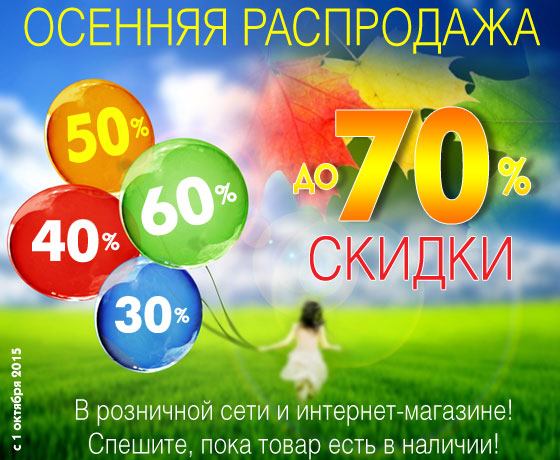 ОСЕННЯЯ РАСПРОДАЖА
50%
60%
40%
30%
до 70%
СКИДКИ
с 1 октября 2015
В розничной сети и интернет-магазине!
Спешите, пока товар есть в наличии!